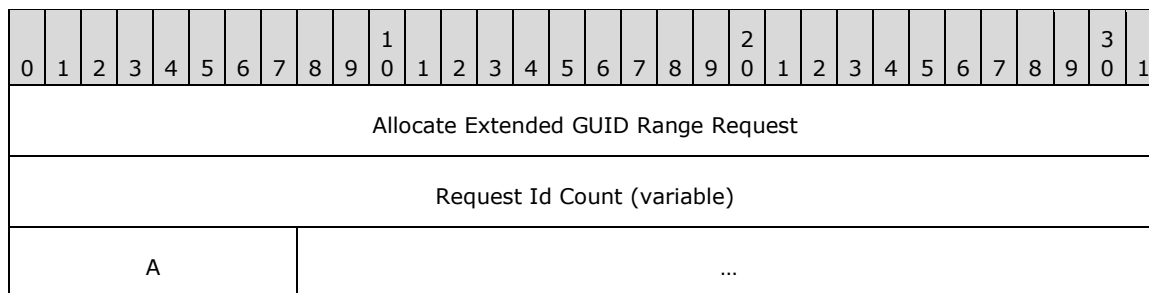 0 1 2 3 4 5 6 7 8 9 1 0 1 2 3 4 5 6 7 8 9 2 0 1 2 3 4 5 6 7 8 9 3 0 1
Allocate Extended GUID Range Request
Request Id Count (variable)
A ...